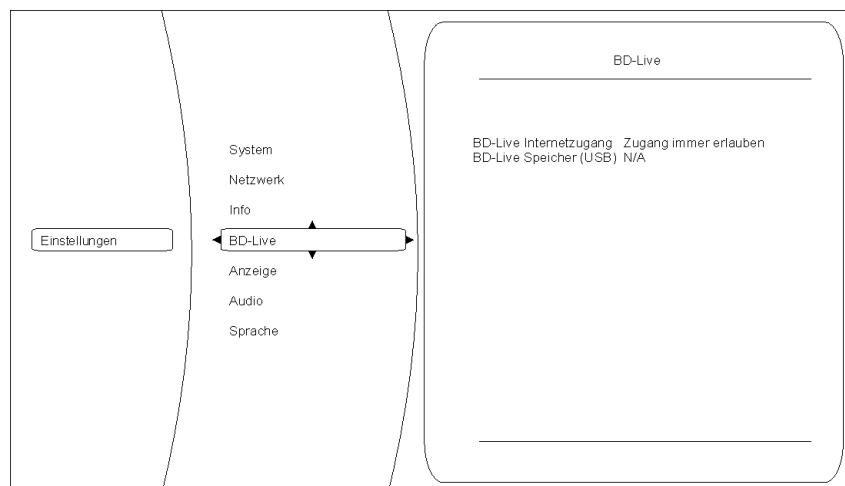 Einstellungen
System
Netzwerk
Info
BD-Live
Anzeige
Audio
Sprache
BD-Live
BD-Live Internetzugang Zugang immer erlauben
BD-Live Speicher (USB) N/A